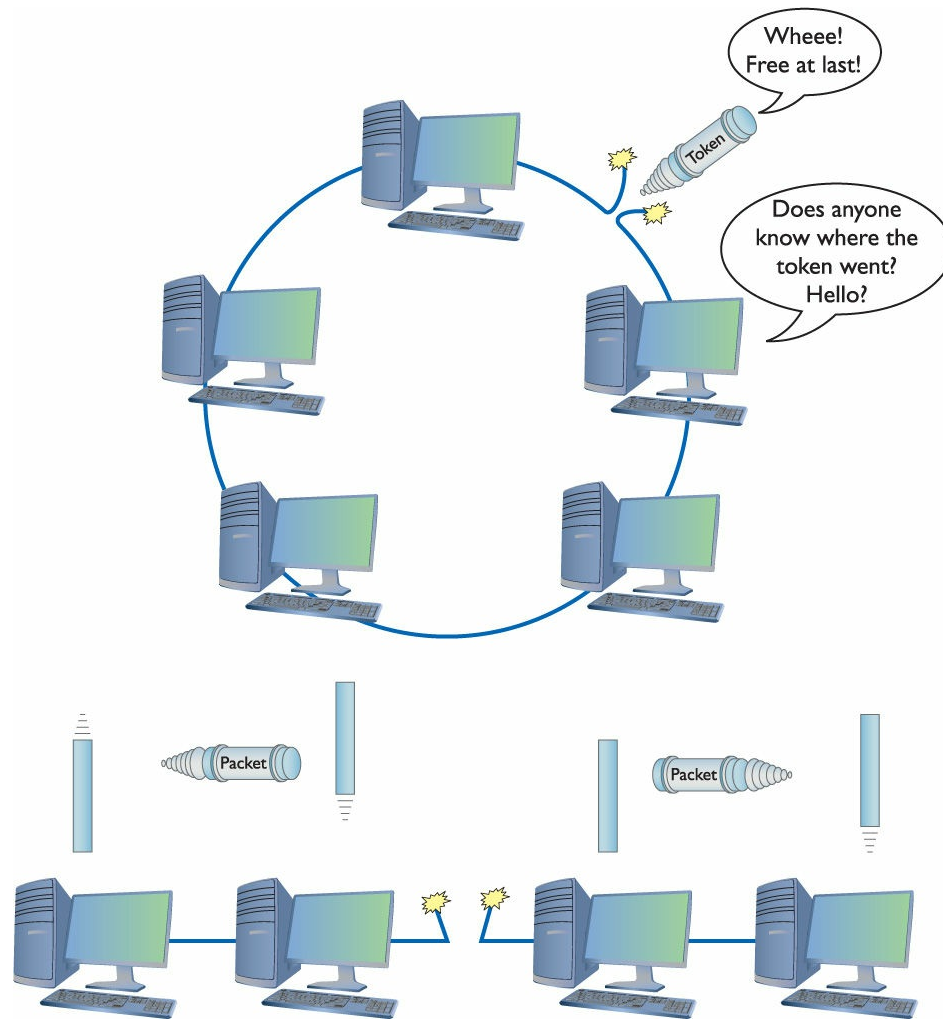 Wheee!
Free at last!
Token
Does anyone
know where the
token went?
Hello?
Packet
Packet